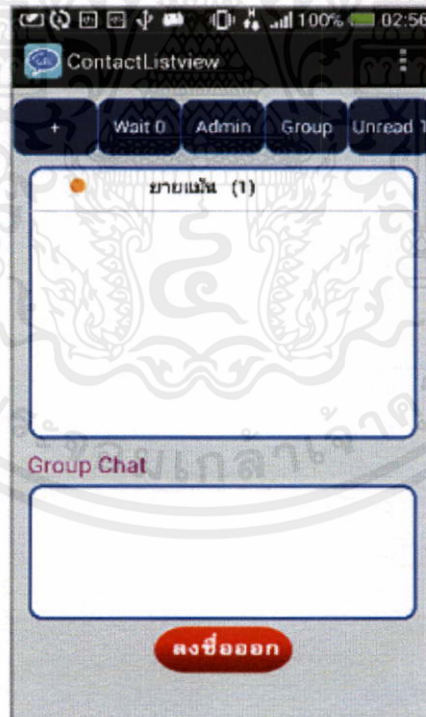 100% 02:56
ContactListview
+ Wait 0 Admin Group Unread 1
ยายแม้น (1)
Group Chat
ลงชื่อออก